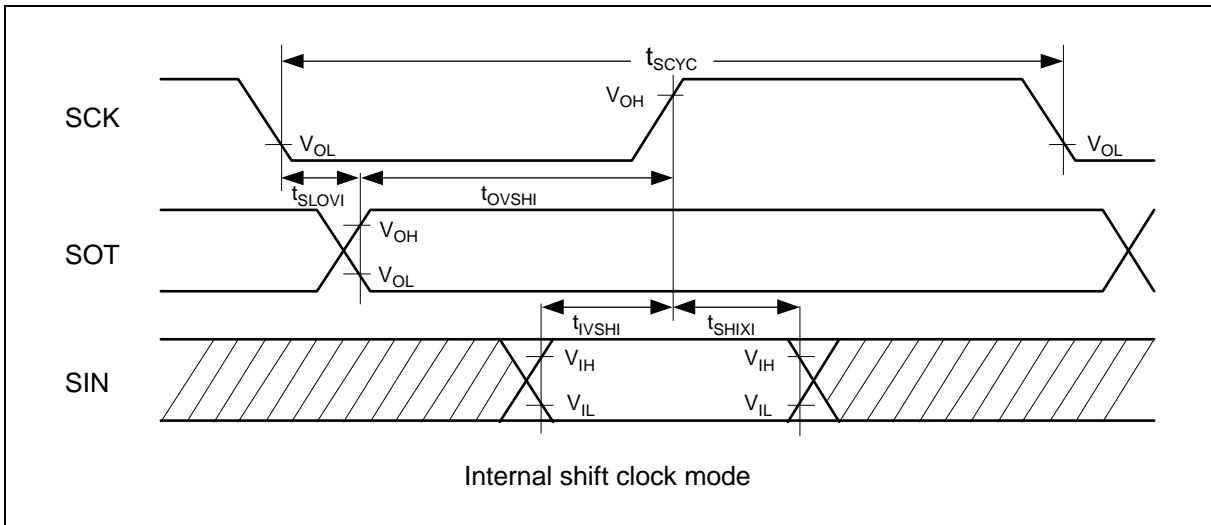 tSCYC
SCK
VOH
VOL
VOL
tSLOVI
tOVSHI
SOT
VOH
VOL
tIVSHI
tSHIXI
SIN
VIH
VIH
VIL
VIL
Internal shift clock mode